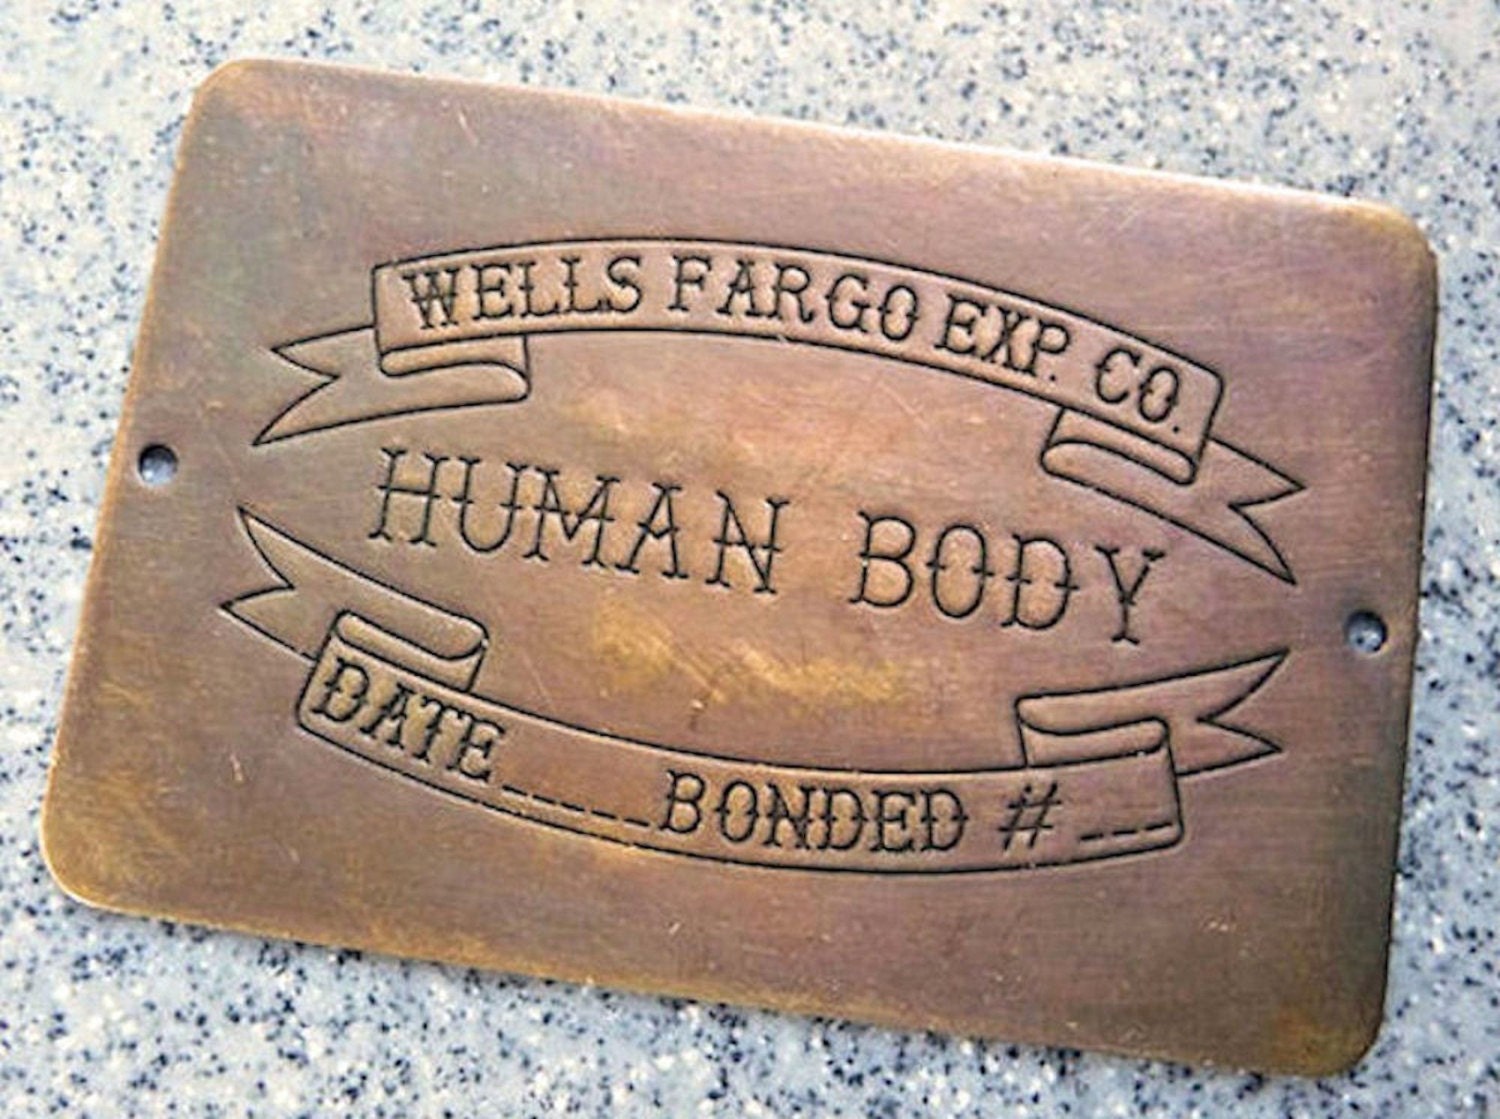 WELLS FARGO EXP. CO.
HUMAN BODY
DATE_____BONDED #___